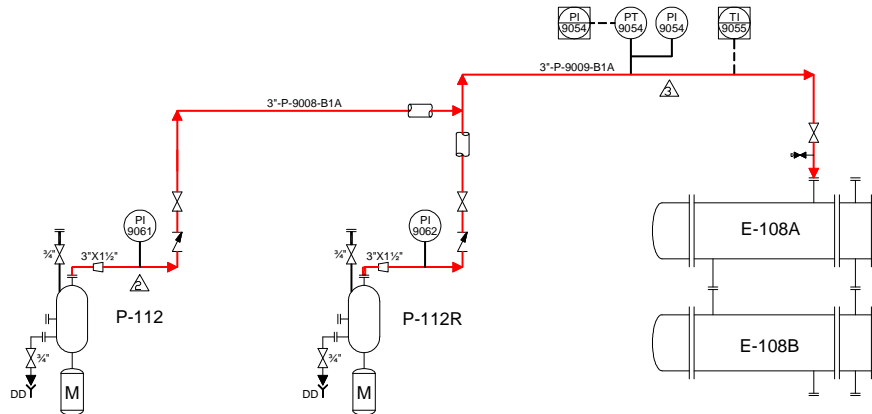 PI
9054
PT
9054
PI
9054
TI
9055
3"-P-9009-B1A
3
3"-P-9008-B1A
PI
9061
PI
9062
¾"
3"X1½"
2
¾"
3"X1½"
E-108A
P-112
P-112R
E-108B
¾"
¾"
DD
M
DD
M